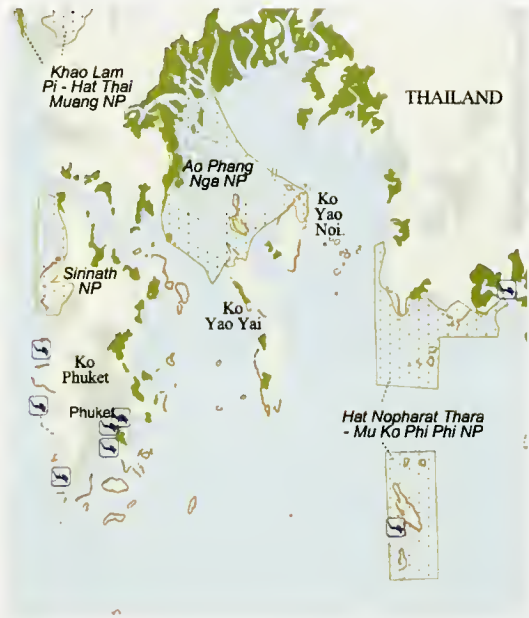 Khao Lam
Pi - Hat Thai
Muang NP
THAILAND
Ao Phang
Nga NP
Ko
Yao
Noi
Sirinath
NP
Ko
Yao Yai
Ko
Phuket
Phuket
Hat Nopharat Thara
- Mu Ko Phi Phi NP